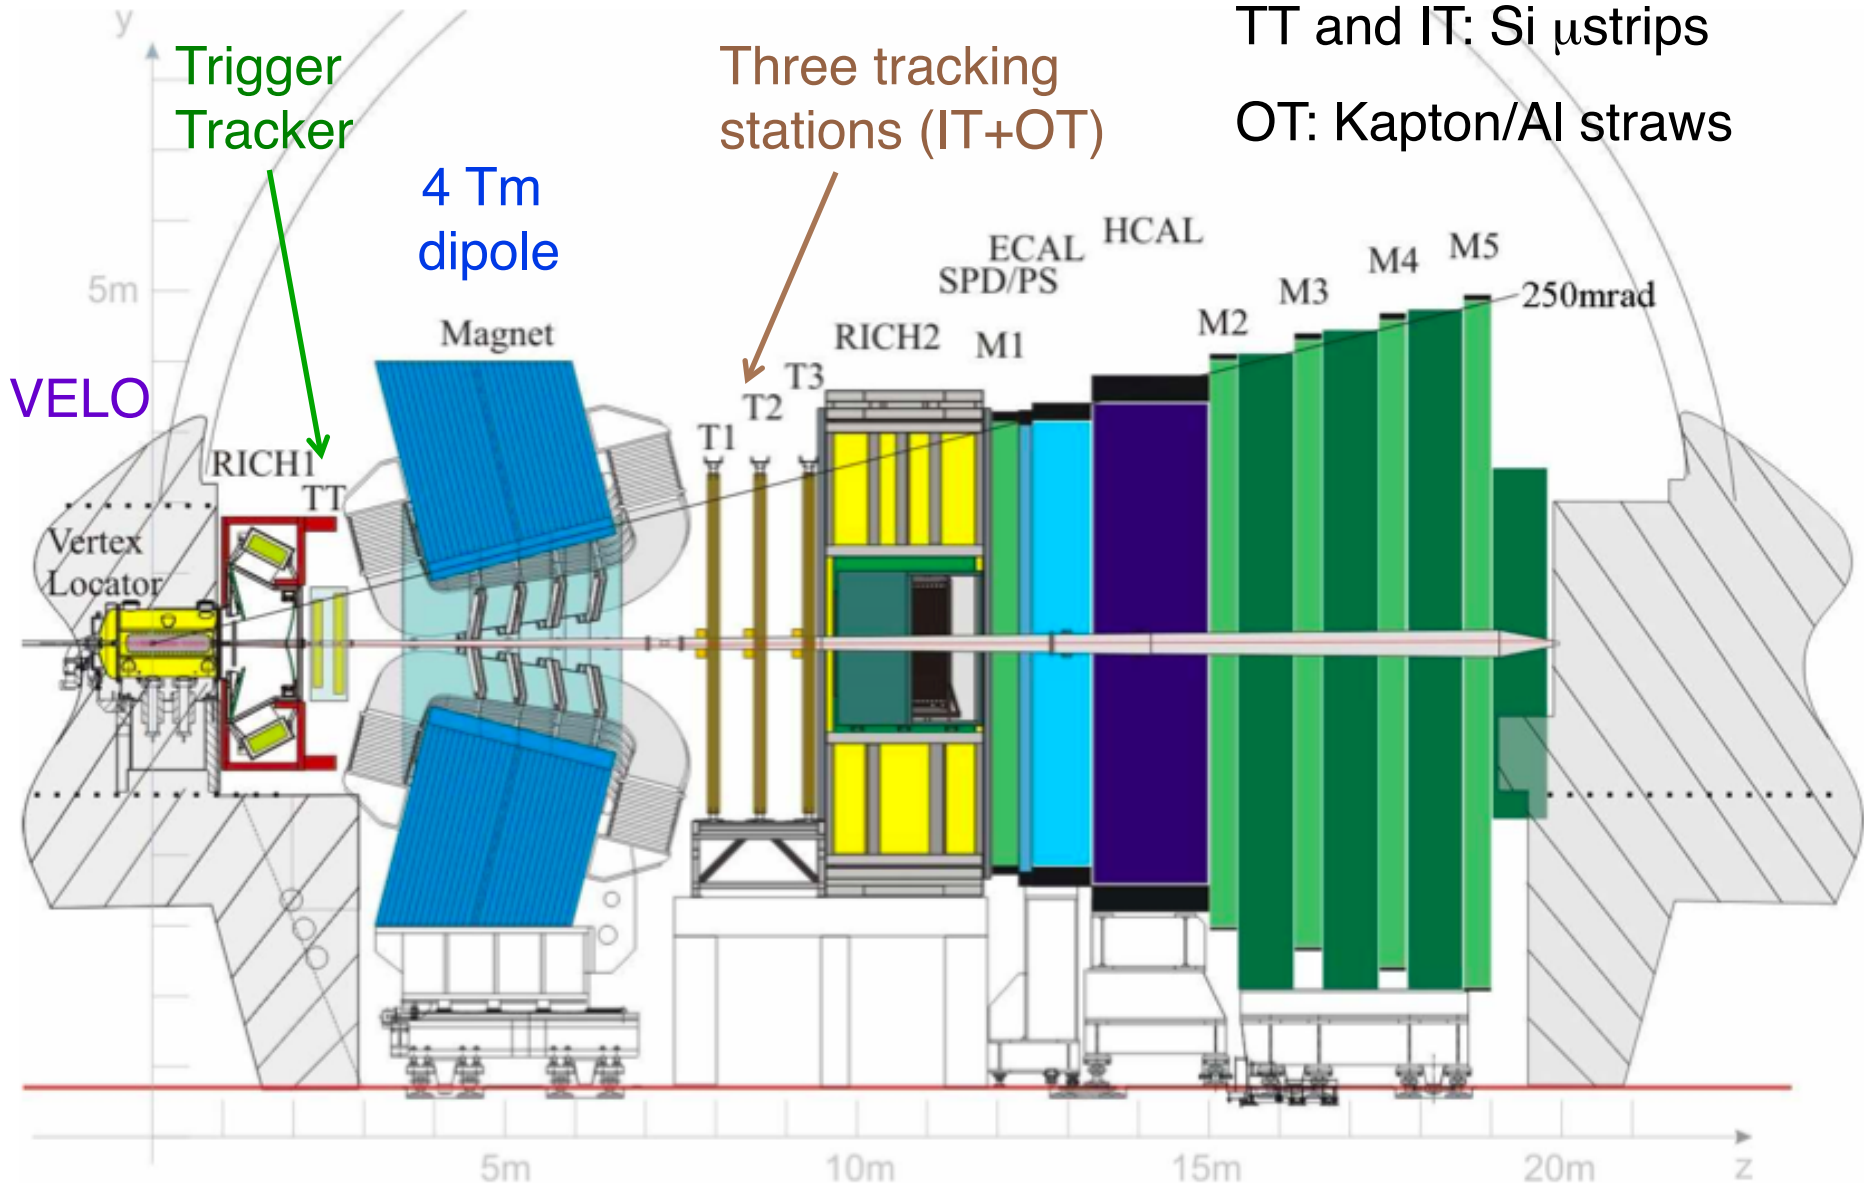 y
TT and IT: Si μstrips
Trigger
Tracker
Three tracking
stations (IT+OT)
OT: Kapton/Al straws
4 Tm
dipole
HCAL
ECAL
SPD/PS
M5
M4
M3
M2
5m
250mrad
Magnet
RICH2
M1
T3
T2
T1
VELO
RICH1
TT
Vertex
Locator
5m
10m
15m
20m
z